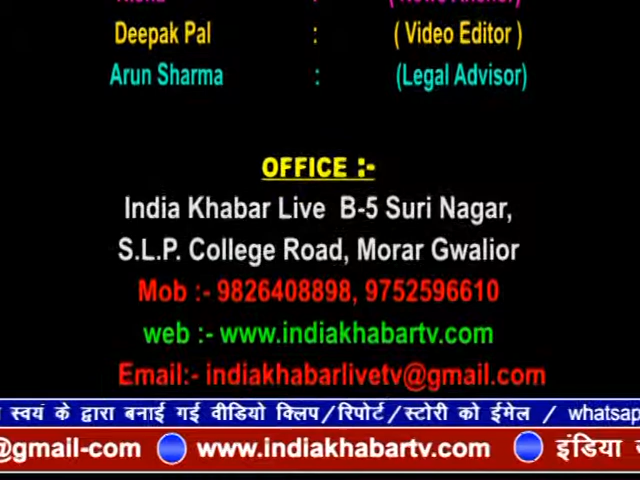 Deepak Pal : ( Video Editor )
Arun Sharma : (Legal Advisor)
OFFICE :-
India Khabar Live B-5 Suri Nagar,
S.L.P. College Road, Morar Gwalior
Mob :- 9826408898, 9752596610
web :- www.indiakhabartv.com
Email:- indiakhabarlivetv@gmail.com
स्वयं के द्वारा बनाई गई वीडियो क्लिप/रिपोर्ट/स्टोरी को ईमेल / whatsap
@gmail-com www.indiakhabartv.com इंडिया